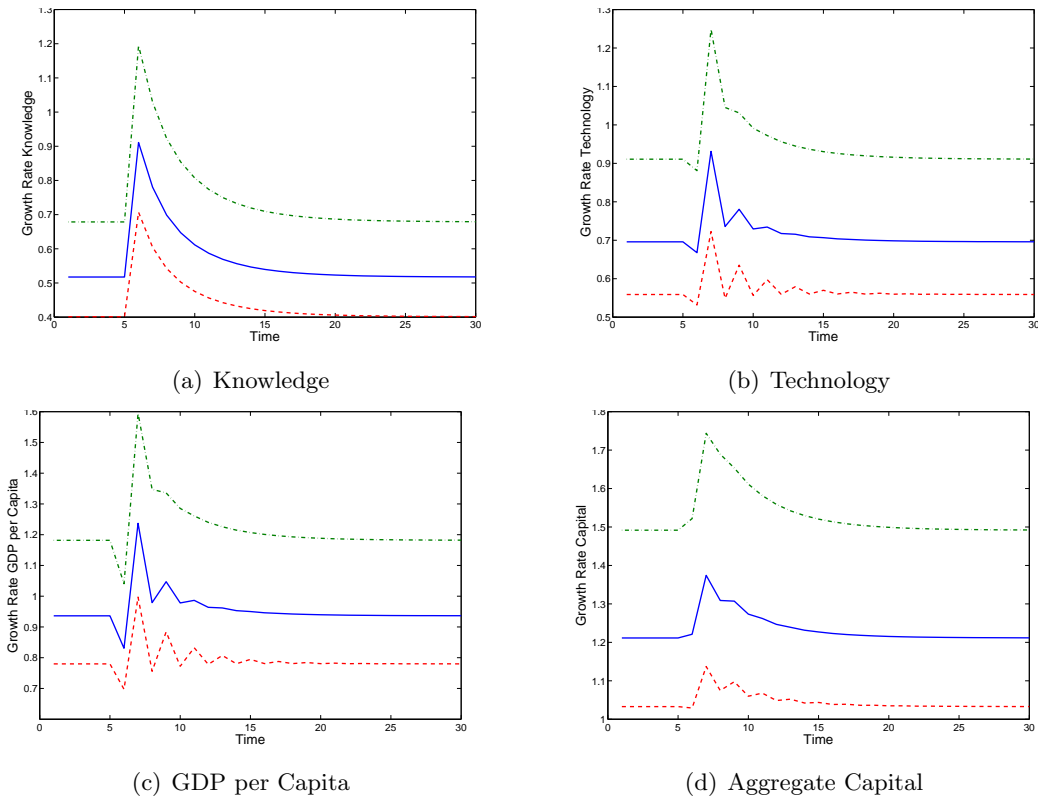 1.3
1.2
1.1
1
0.9
0.8
0.7
0.6
0.5
0.4
Growth Rate Knowledge
0 5 10 15 20 25 30
Time
(a) Knowledge
1.3
1.2
1.1
1
0.9
0.8
0.7
0.6
0.5
Growth Rate Technology
0 5 10 15 20 25 30
Time
(b) Technology
1.6
1.5
1.4
1.3
1.2
1.1
1
0.9
0.8
0.7
Growth Rate GDP per Capita
0 5 10 15 20 25 30
Time
(c) GDP per Capita
1.8
1.7
1.6
1.5
1.4
1.3
1.2
1.1
1
Growth Rate Capital
0 5 10 15 20 25 30
Time
(d) Aggregate Capital